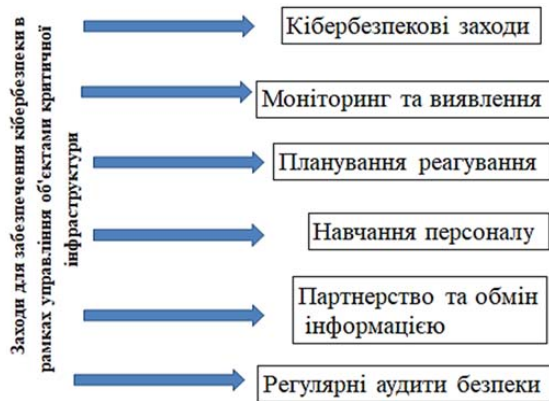 Заходи для забезпечення кібербезпеки в
рамках управління об'єктами критичної
інфраструктури
Кібербезпекові заходи
Моніторинг та виявлення
Планування реагування
Навчання персоналу
Партнерство та обмін
інформацією
Регулярні аудити безпеки